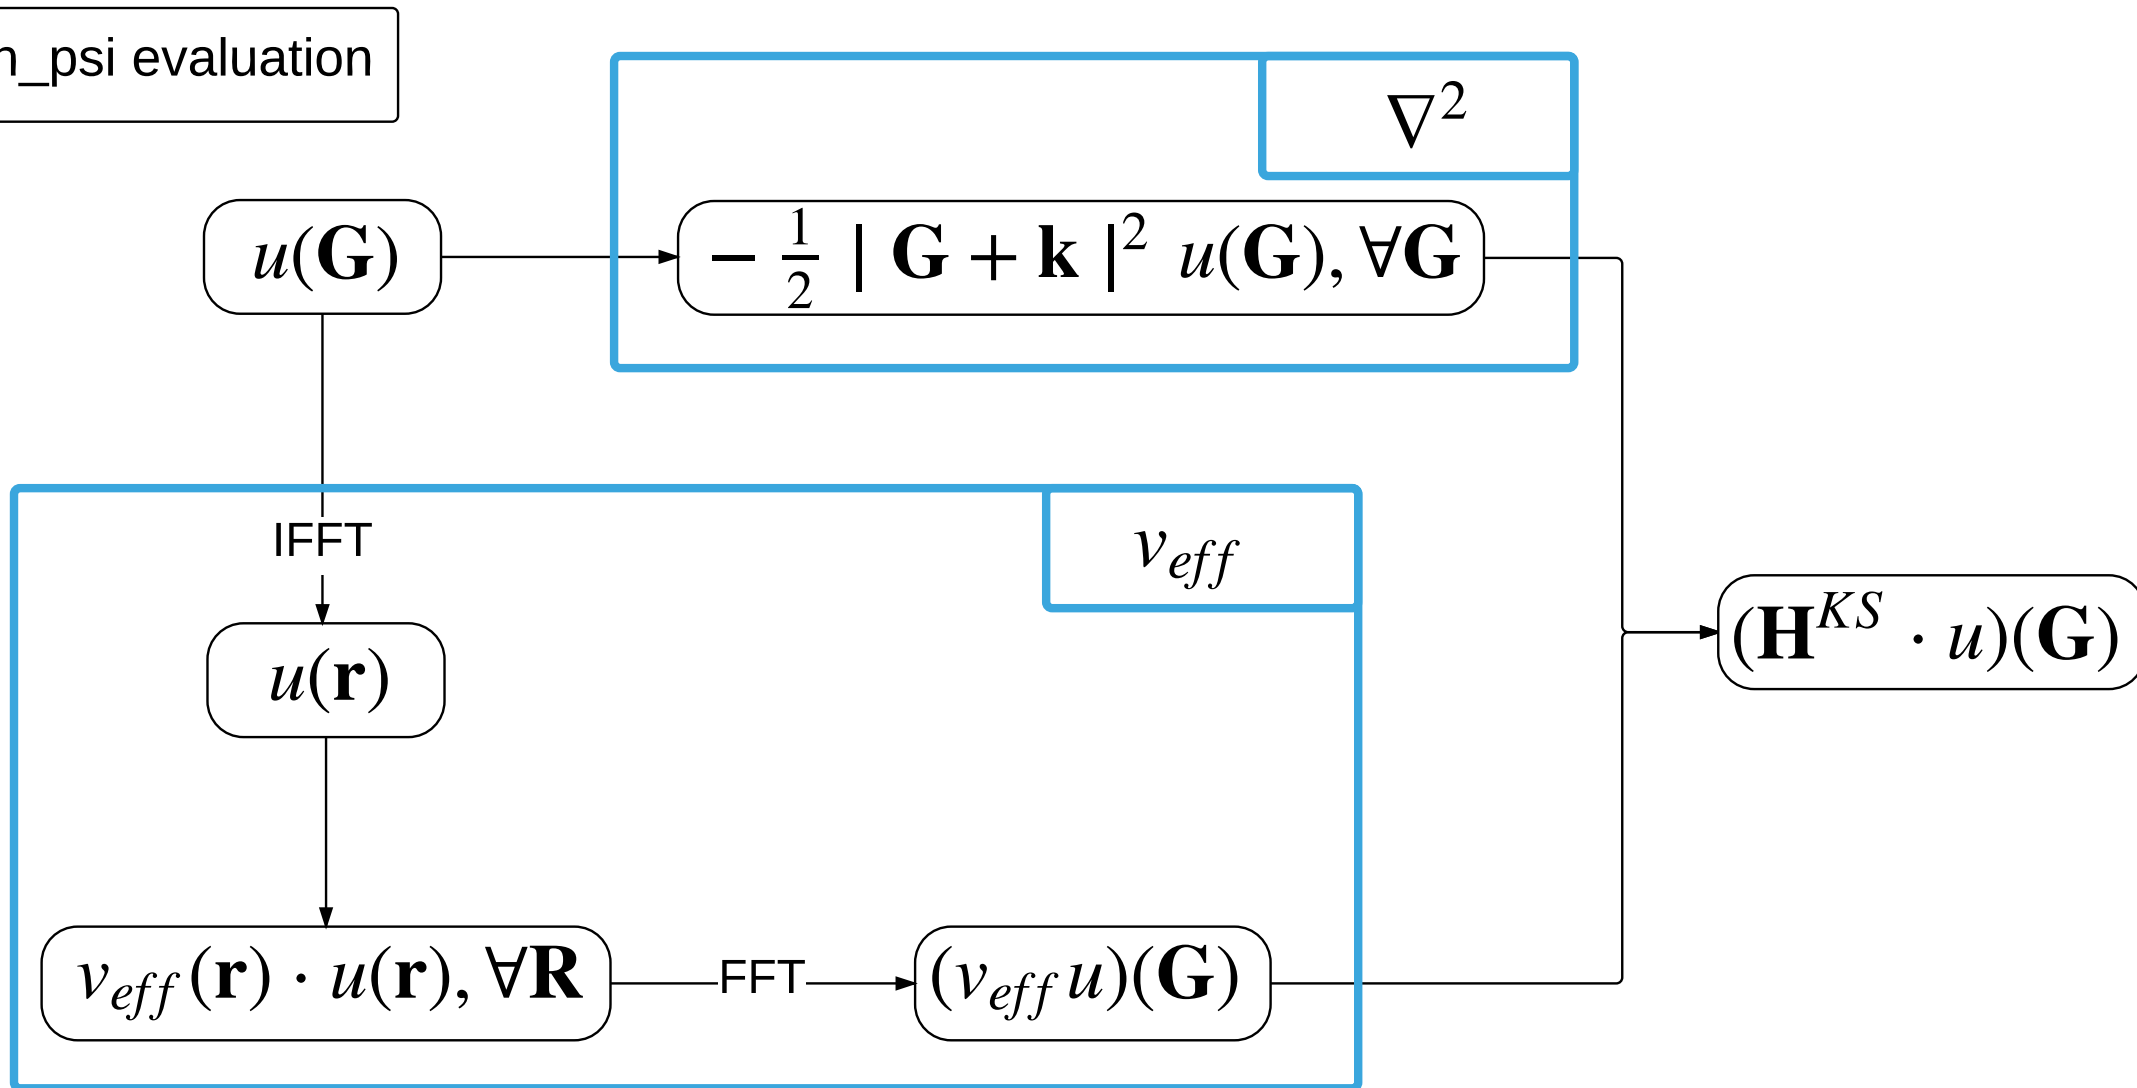 h_psi evaluation
∇²
u(G)
− 1/2 | G + k |² u(G), ∀G
IFFT
v_eff
u(r)
(H^KS · u)(G)
v_eff(r) · u(r), ∀R
FFT
(v_eff u)(G)